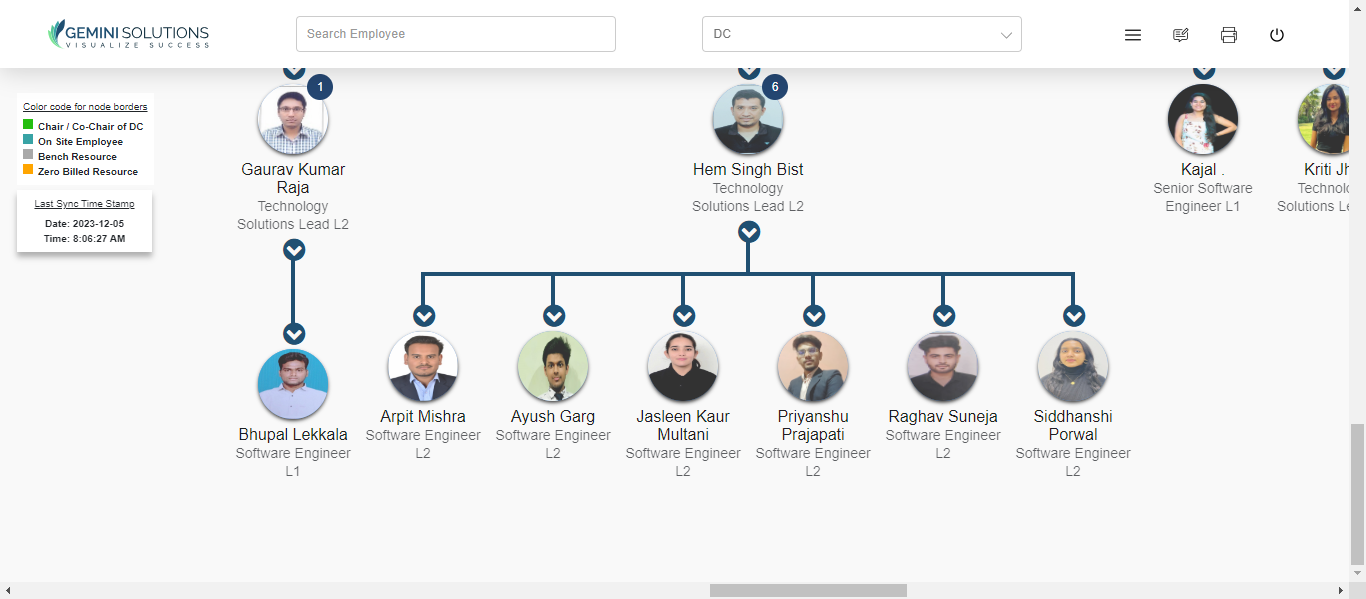 GEMINI SOLUTIONS
VISUALIZE SUCCESS
Search Employee
DC
Color code for node borders
Chair / Co-Chair of DC
On Site Employee
Bench Resource
Zero Billed Resource
Last Sync Time Stamp
Date: 2023-12-05
Time: 8:06:27 AM
1
Gaurav Kumar
Raja
Technology
Solutions Lead L2
6
Hem Singh Bist
Technology
Solutions Lead L2
Kajal .
Senior Software
Engineer L1
Kriti
Solutions
Bhupal Lekkala
Software Engineer
L1
Arpit Mishra
Software Engineer
L2
Ayush Garg
Software Engineer
L2
Jasleen Kaur
Multani
Software Engineer
L2
Priyanshu
Prajapati
Software Engineer
L2
Raghav Suneja
Software Engineer
L2
Siddhanshi
Porwal
Software Engineer
L2